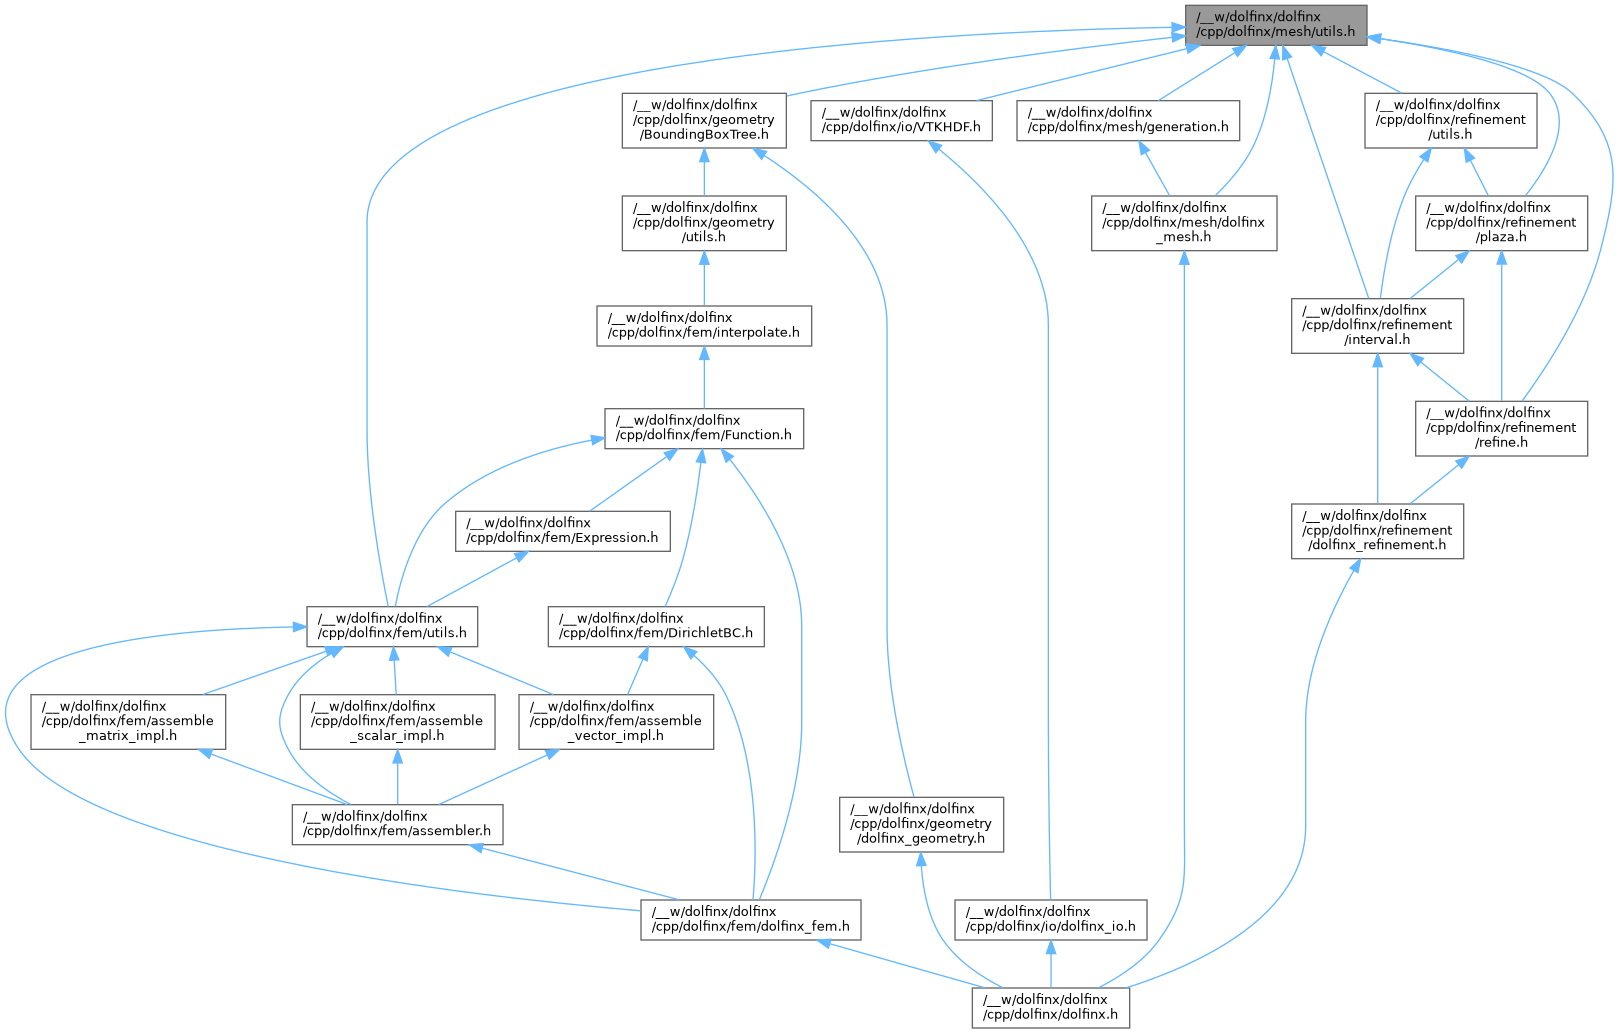 /__w/dolfinx/dolfinx
/cpp/dolfinx/mesh/utils.h
/__w/dolfinx/dolfinx
/cpp/dolfinx/geometry
/BoundingBoxTree.h
/__w/dolfinx/dolfinx
/cpp/dolfinx/io/VTKHDF.h
/__w/dolfinx/dolfinx
/cpp/dolfinx/mesh/generation.h
/__w/dolfinx/dolfinx
/cpp/dolfinx/refinement
/utils.h
/__w/dolfinx/dolfinx
/cpp/dolfinx/geometry
/utils.h
/__w/dolfinx/dolfinx
/cpp/dolfinx/mesh/dolfinx
_mesh.h
/__w/dolfinx/dolfinx
/cpp/dolfinx/refinement
/plaza.h
/__w/dolfinx/dolfinx
/cpp/dolfinx/fem/interpolate.h
/__w/dolfinx/dolfinx
/cpp/dolfinx/refinement
/interval.h
/__w/dolfinx/dolfinx
/cpp/dolfinx/fem/Function.h
/__w/dolfinx/dolfinx
/cpp/dolfinx/refinement
/refine.h
/__w/dolfinx/dolfinx
/cpp/dolfinx/fem/Expression.h
/__w/dolfinx/dolfinx
/cpp/dolfinx/refinement
/dolfinx_refinement.h
/__w/dolfinx/dolfinx
/cpp/dolfinx/fem/utils.h
/__w/dolfinx/dolfinx
/cpp/dolfinx/fem/DirichletBC.h
/__w/dolfinx/dolfinx
/cpp/dolfinx/fem/assemble
_matrix_impl.h
/__w/dolfinx/dolfinx
/cpp/dolfinx/fem/assemble
_scalar_impl.h
/__w/dolfinx/dolfinx
/cpp/dolfinx/fem/assemble
_vector_impl.h
/__w/dolfinx/dolfinx
/cpp/dolfinx/fem/assembler.h
/__w/dolfinx/dolfinx
/cpp/dolfinx/geometry
/dolfinx_geometry.h
/__w/dolfinx/dolfinx
/cpp/dolfinx/fem/dolfinx_fem.h
/__w/dolfinx/dolfinx
/cpp/dolfinx/io/dolfinx_io.h
/__w/dolfinx/dolfinx
/cpp/dolfinx/dolfinx.h